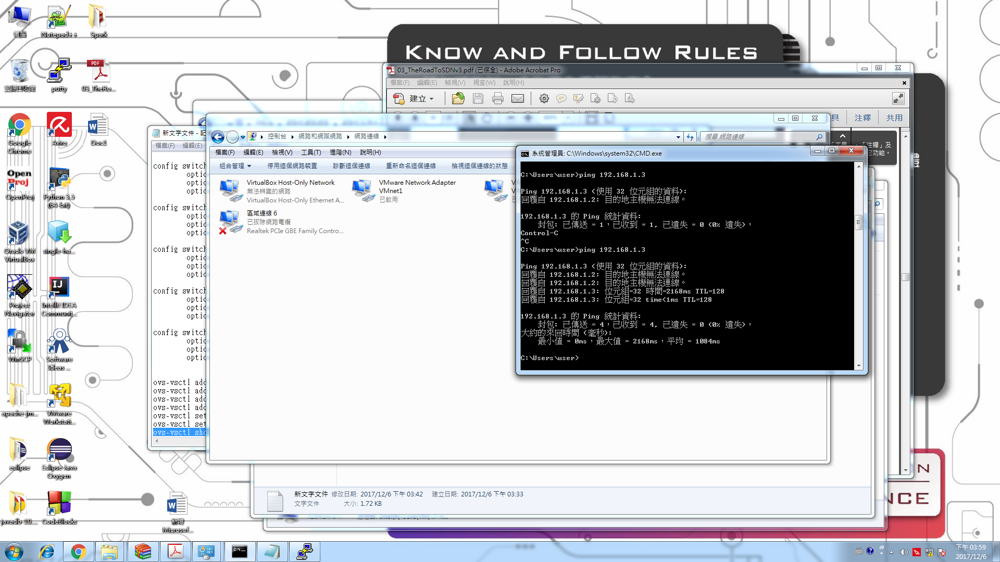 電腦
Notepad++
Spark
資源回收筒
putty
03_TheRo...
Google Chrome
Avira
Doc1
OpenProj
Python 3.5 (64-bit)
Oracle VM VirtualBox
single-ha...
Project Navigator
IntelliJ IDEA Communit...
WinSCP
Software Ideas ...
apache-jm...
VMware Workstati...
eclipse
Eclipse Java Oxygen
javadb-10...
CodeBlocks
新增 Microsof...
KNOW AND FOLLOW RULES
03_TheRoadToSDNv3.pdf (已保全) - Adobe Acrobat Pro
檔案(F) 編輯(E) 檢視(V) 視窗(W) 說明(H)
建立
具 注釋 共用
新文字文件 - 記
檔案(F) 編輯(E)
config switch
optio
optio
optio
config switch
optio
optio
optio
config switch
optio
optio
optio
config switch
optio
optio
optio
config switch
optio
optio
optio
ovs-vsctl add
ovs-vsctl add
ovs-vsctl add
ovs-vsctl add
ovs-vsctl set
ovs-vsctl set
ovs-vsctl sho
控制台 網路和網際網路 網路連線
搜尋 網路連線
檔案(F) 編輯(E) 檢視(V) 工具(T) 進階(N) 說明(H)
組合管理 停用這個網路裝置 診斷這個連線 重新命名這個連線 檢視這個連線的狀態
VirtualBox Host-Only Network
無法辨識的網路
VirtualBox Host-Only Ethernet A...
VMware Network Adapter VMnet1
已啟用
區域連線 6
已拔除網路電纜
Realtek PCIe GBE Family Contro...
系統管理員: C:\Windows\system32\CMD.exe
C:\Users\user>ping 192.168.1.3
Ping 192.168.1.3 (使用 32 位元組的資料):
回覆自 192.168.1.2: 目的地主機無法連線。
192.168.1.3 的 Ping 統計資料:
封包: 已傳送 = 1，已收到 = 1, 已遺失 = 0 (0% 遺失)，
Control-C
^C
C:\Users\user>ping 192.168.1.3
Ping 192.168.1.3 (使用 32 位元組的資料):
回覆自 192.168.1.2: 目的地主機無法連線。
回覆自 192.168.1.2: 目的地主機無法連線。
回覆自 192.168.1.3: 位元組=32 時間=2168ms TTL=128
回覆自 192.168.1.3: 位元組=32 time<1ms TTL=128
192.168.1.3 的 Ping 統計資料:
封包: 已傳送 = 4，已收到 = 4, 已遺失 = 0 (0% 遺失)，
大約的來回時間 (毫秒):
最小值 = 0ms，最大值 = 2168ms，平均 = 1084ms
C:\Users\user>
新文字文件 修改日期: 2017/12/6 下午 03:42 建立日期: 2017/12/6 下午 03:33
文字文件 大小: 1.72 KB
N
NCE
下午 03:59
2017/12/6